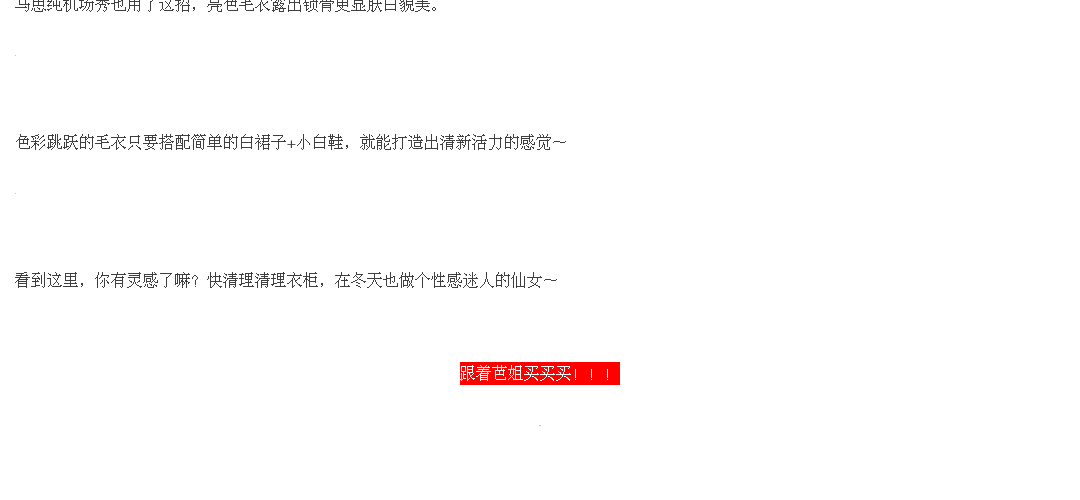 马思纯机场秀也用了这招，亮色毛衣露出锁骨更显肤白貌美。
色彩跳跃的毛衣只要搭配简单的白裙子+小白鞋，就能打造出清新活力的感觉～
看到这里，你有灵感了嘛？快清理清理衣柜，在冬天也做个性感迷人的仙女～
跟着芭姐买买买！！！